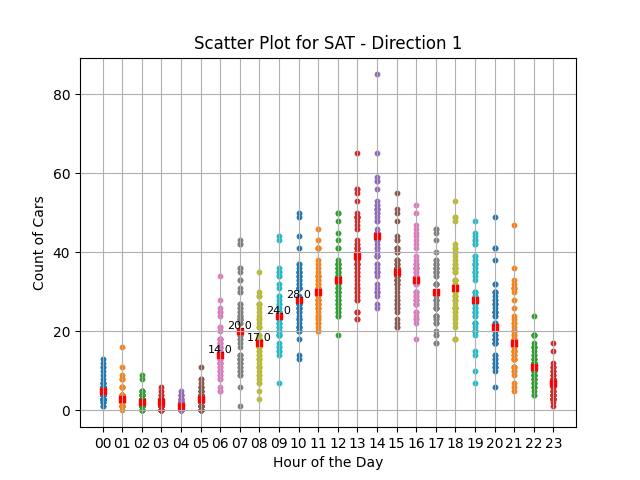 Scatter Plot for SAT - Direction 1
80
60
40
20
0
Count of Cars
28.0
24.0
20.0
17.0
14.0
00 01 02 03 04 05 06 07 08 09 10 11 12 13 14 15 16 17 18 19 20 21 22 23
Hour of the Day